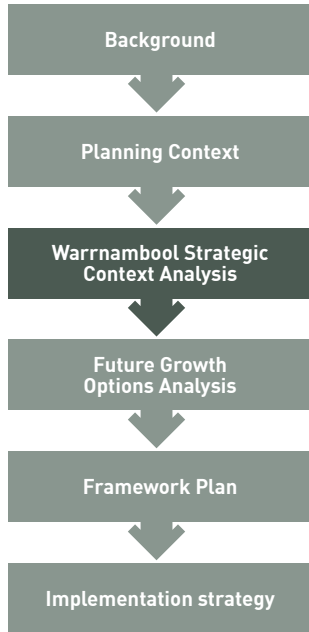 Background
Planning Context
Warrnambool Strategic
Context Analysis
Future Growth
Options Analysis
Framework Plan
Implementation strategy